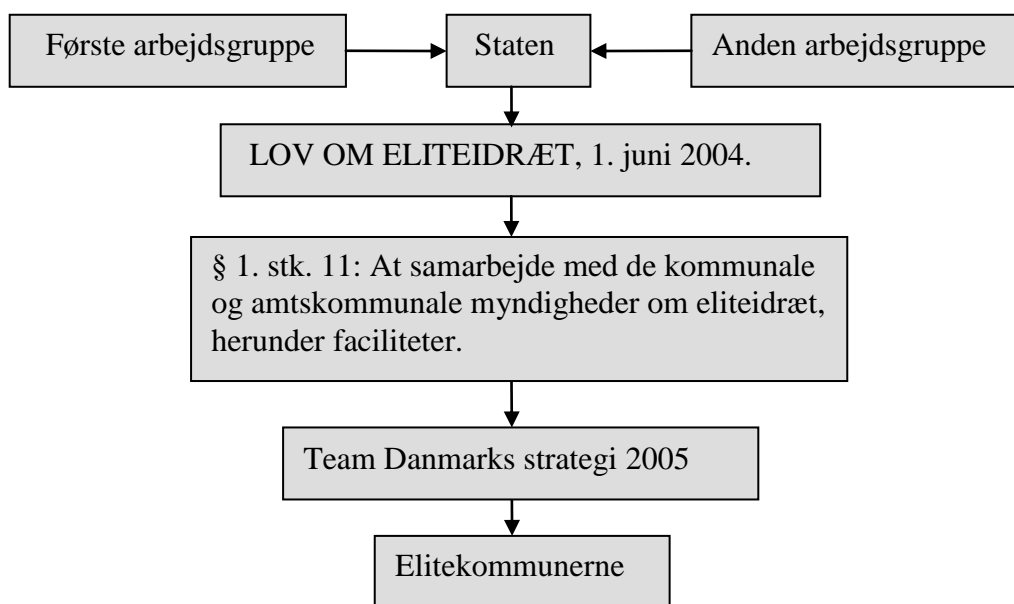 Første arbejdsgruppe
Staten
Anden arbejdsgruppe
LOV OM ELITEIDRÆT, 1. juni 2004.
§ 1. stk. 11: At samarbejde med de kommunale
og amtskommunale myndigheder om eliteidræt,
herunder faciliteter.
Team Danmarks strategi 2005
Elitekommunerne